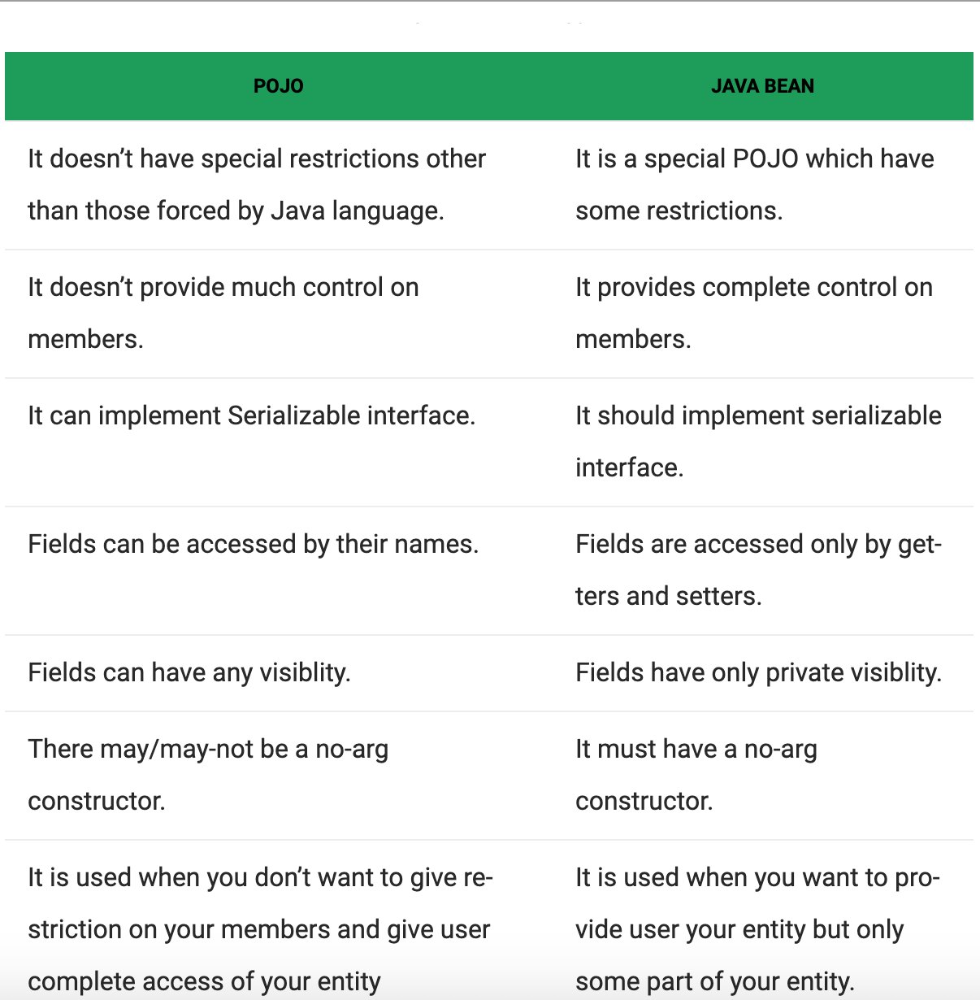 POJO JAVA BEAN
It doesn’t have special restrictions other
than those forced by Java language.
It is a special POJO which have
some restrictions.
It doesn’t provide much control on
members.
It provides complete control on
members.
It can implement Serializable interface.
It should implement serializable
interface.
Fields can be accessed by their names.
Fields are accessed only by get-
ters and setters.
Fields can have any visiblity.
Fields have only private visiblity.
There may/may-not be a no-arg
constructor.
It must have a no-arg
constructor.
It is used when you don’t want to give re-
striction on your members and give user
complete access of your entity
It is used when you want to pro-
vide user your entity but only
some part of your entity.